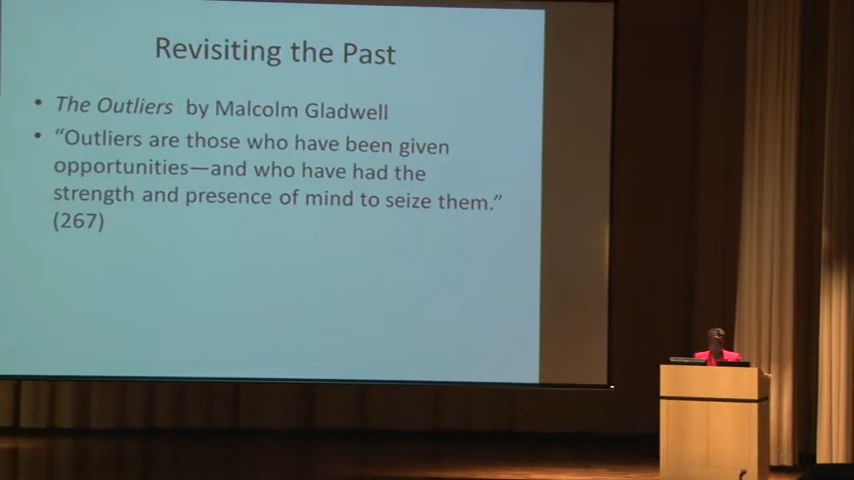 Revisiting the Past
• The Outliers by Malcolm Gladwell
• “Outliers are those who have been given
opportunities—and who have had the
strength and presence of mind to seize them.”
(267)